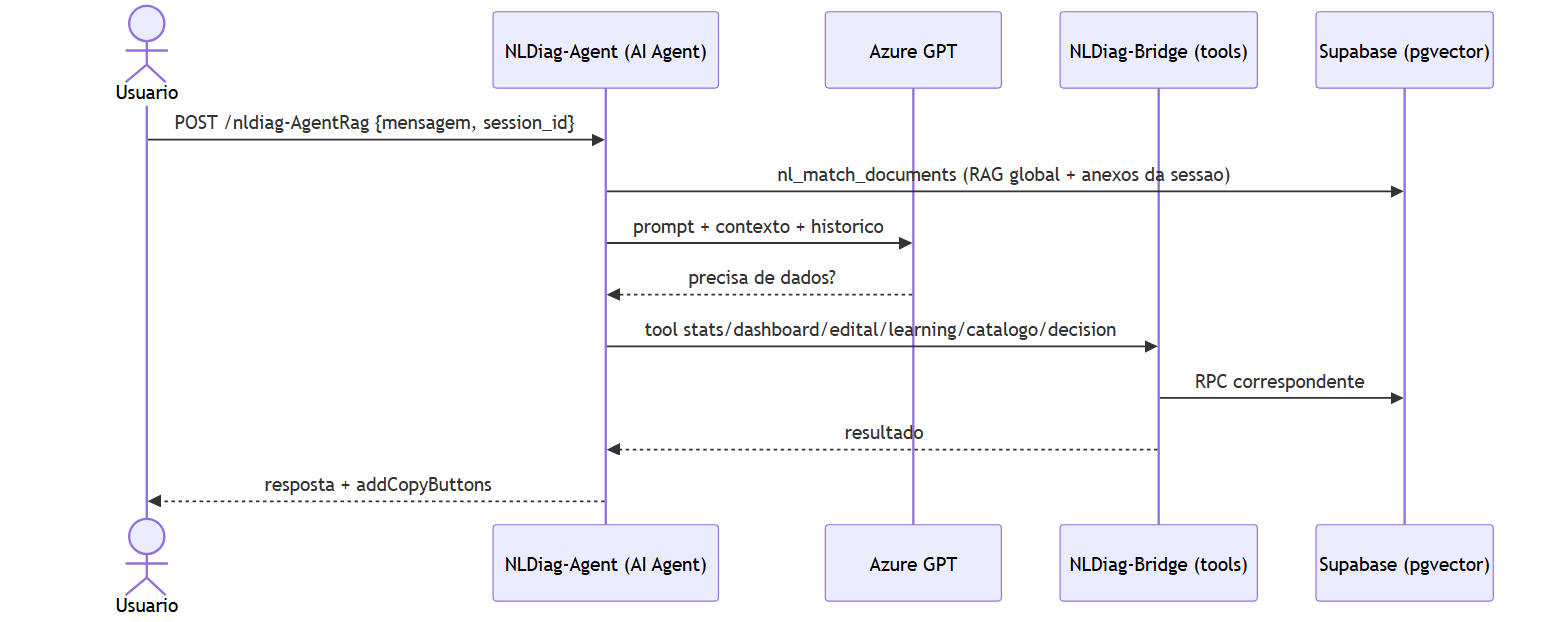 NLDiag-Agent (AI Agent)
Azure GPT
NLDiag-Bridge (tools)
Supabase (pgvector)
Usuario
POST /nldiag-AgentRag {mensagem, session_id}
nl_match_documents (RAG global + anexos da sessao)
prompt + contexto + historico
precisa de dados?
tool stats/dashboard/edital/learning/catalogo/decision
RPC correspondente
resultado
resposta + addCopyButtons
NLDiag-Agent (AI Agent)
Azure GPT
NLDiag-Bridge (tools)
Supabase (pgvector)
Usuario